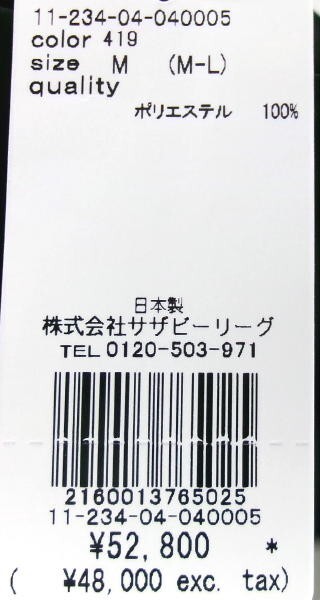 11-234-04-040005
color 419
size M (M-L)
quality
ポリエステル 100%
日本製
株式会社サザビーリーグ
TEL 0120-503-971
2160013765025
11-234-04-040005
¥52,800 *
( ¥48,000 exc. tax)